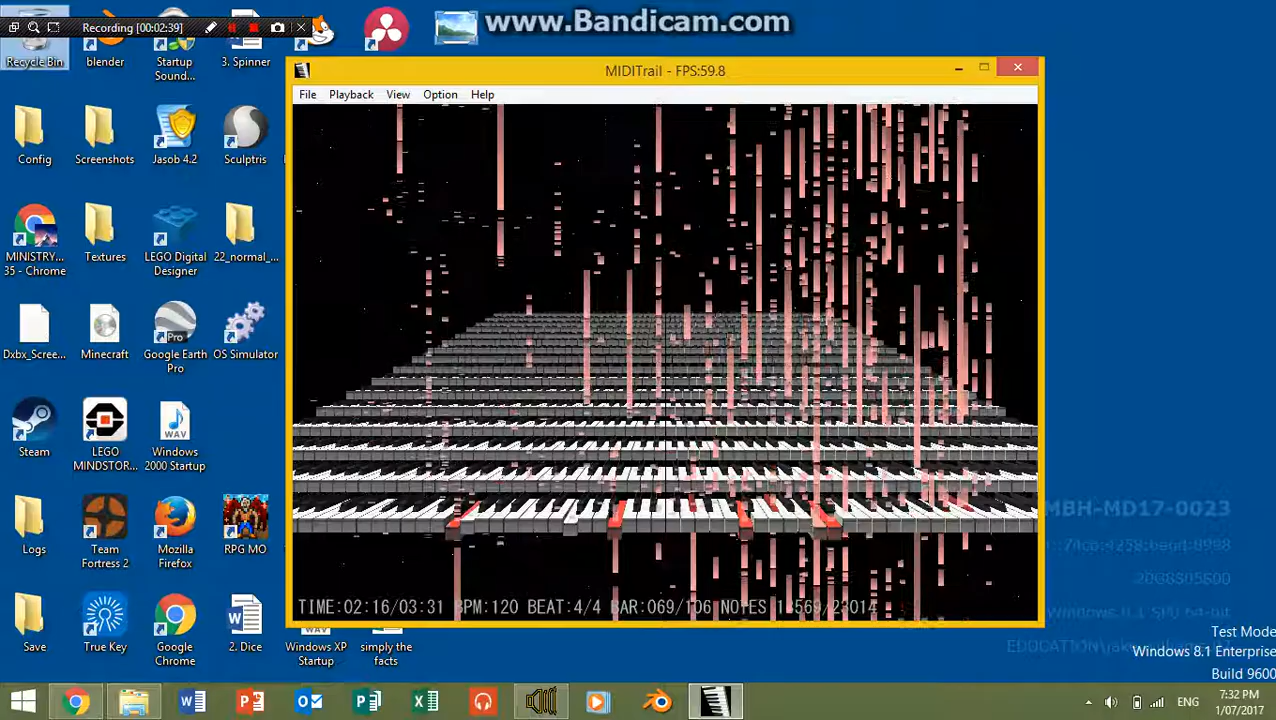 Recording [00:02:39]
www.Bandicam.com
Recycle Bin
blender
Startup
Sound...
3. Spinner
MIDITrail - FPS:59.8
File Playback View Option Help
Config
Screenshots
Jasob 4.2
Sculptris
MINISTRY...
35 - Chrome
Textures
LEGO Digital
Designer
22_normal_...
Dxbx_Scree...
Minecraft
Google Earth
Pro
OS Simulator
Steam
LEGO
MINDSTOR...
Windows
2000 Startup
Logs
Team
Fortress 2
Mozilla
Firefox
RPG MO
MBH-MD17-0023
TIME:02:16/03:31 BPM:120 BEAT:4/4 BAR:069/106 NOTES
Save
True Key
Google
Chrome
2. Dice
Windows XP
Startup
simply the
facts
Test Mode
Windows 8.1 Enterprise
Build 9600
ENG
7:32 PM
1/07/2017